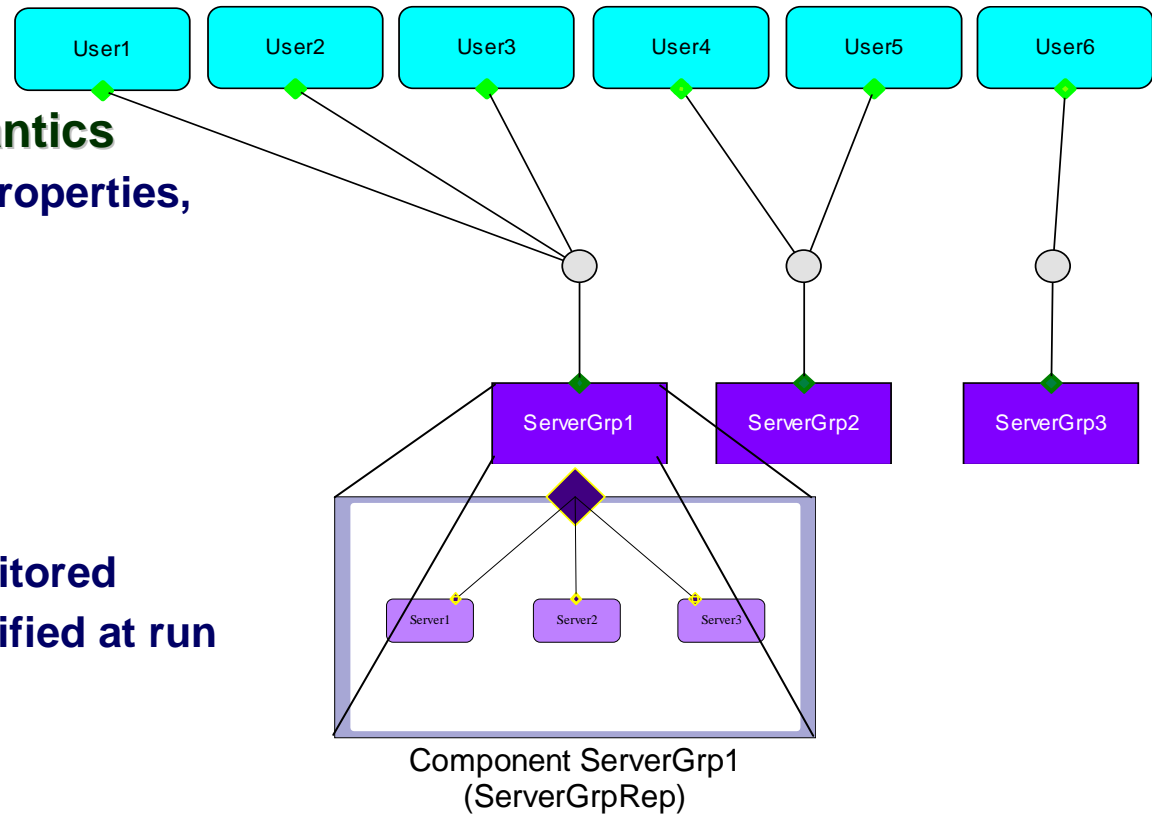 User1
User2
User3
User4
User5
User6
antics
roperties,
ServerGrp1
ServerGrp2
ServerGrp3
itored
ified at run
Server1
Server2
Server3
Component ServerGrp1
(ServerGrpRep)